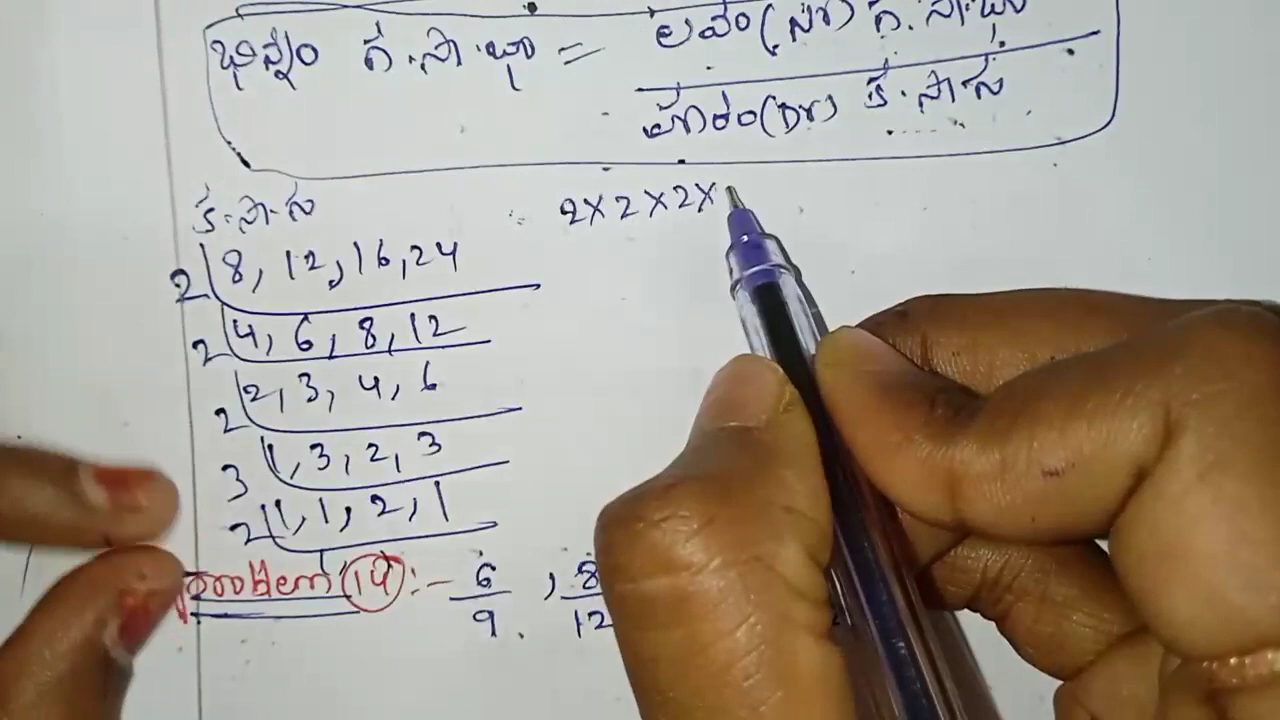 భిన్నం గ.సా.భా = లవం(Nr) గ.సా.భా
హారం(Dr) క.సా.గు
క.సా.గు
2×2×2×
2 8, 12, 16, 24
2 4, 6, 8, 12
2 2, 3, 4, 6
3 1, 3, 2, 3
2 1, 1, 2, 1
problem 14 :- 6/9 , 8/12